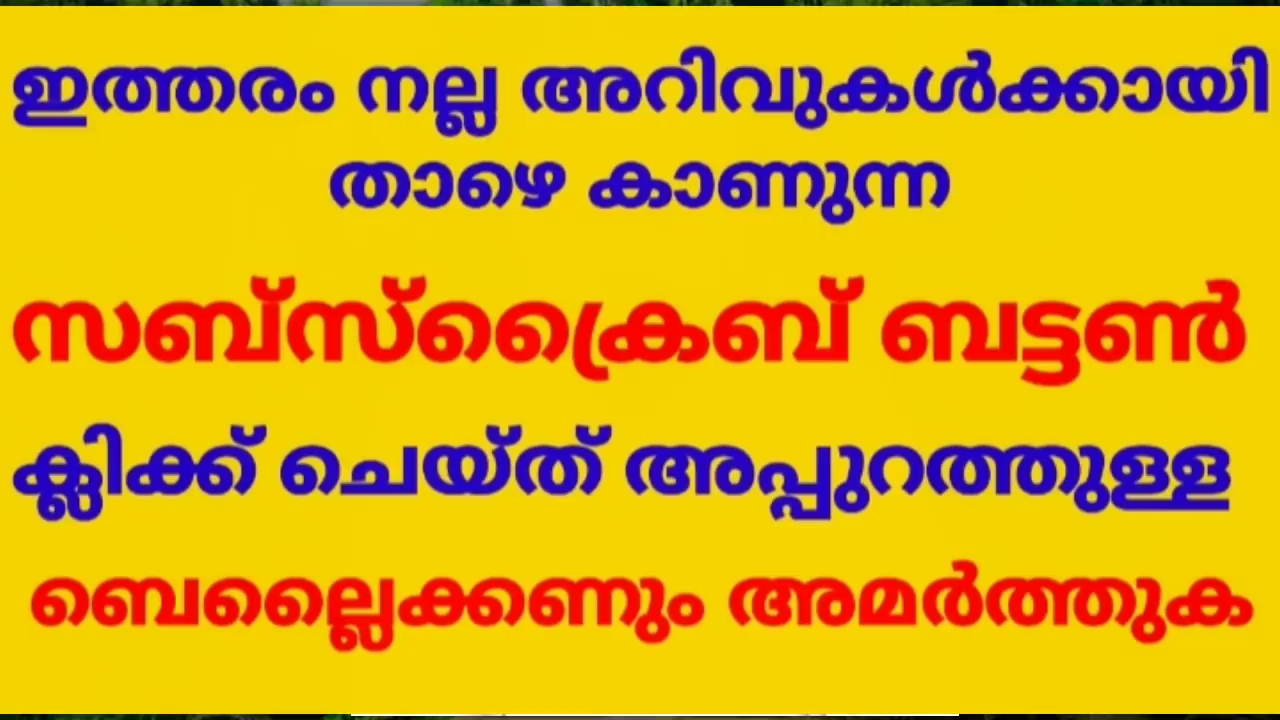 ഇത്തരം നല്ല അറിവുകൾക്കായി
താഴെ കാണുന്ന
സബ്സ്ക്രൈബ് ബട്ടൺ
ക്ലിക്ക് ചെയ്ത് അപ്പുറത്തുള്ള
ബെല്ലൈക്കണും അമർത്തുക